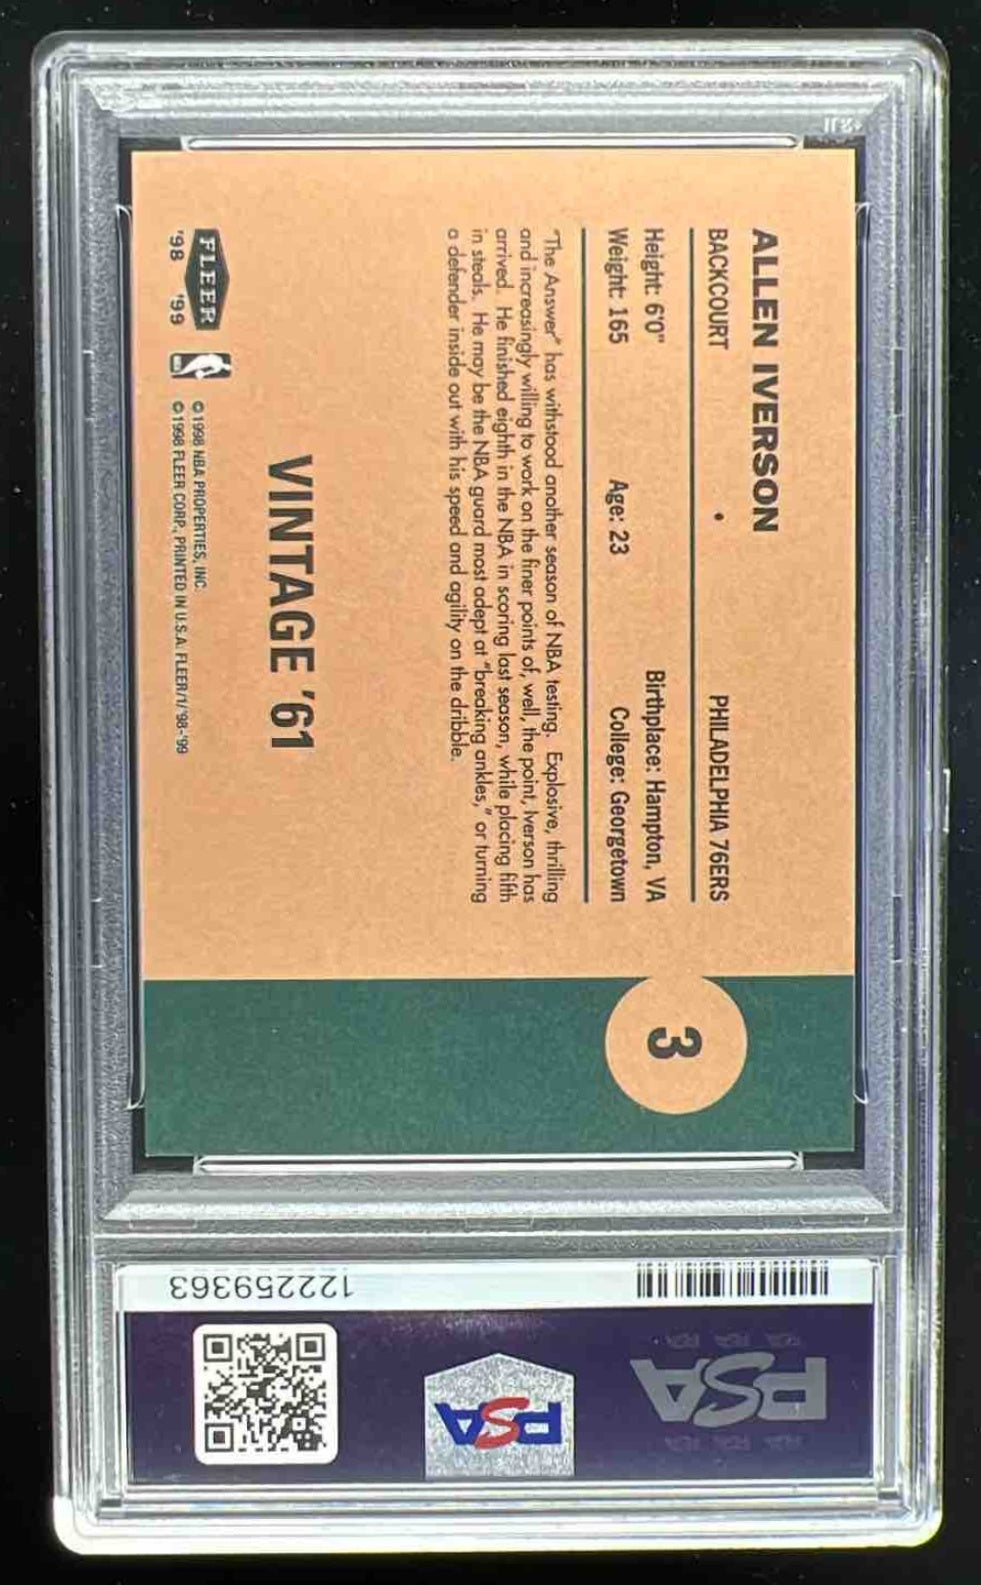 ALLEN IVERSON
BACKCOURT • PHILADELPHIA 76ERS
Height: 6'0" Birthplace: Hampton, VA
Weight: 165 Age: 23 College: Georgetown
"The Answer" has withstood another season of NBA testing. Explosive, thrilling
and increasingly willing to work on the finer points of, well, the point, Iverson has
arrived. He finished eighth in the NBA in scoring last season, while placing fifth
in steals. He may be the NBA guard most adept at "breaking ankles," or turning
a defender inside out with his speed and agility on the dribble.
VINTAGE '61
FLEER
'98 '99
© 1998 NBA PROPERTIES, INC.
© 1998 FLEER CORP., PRINTED IN U.S.A. FLEER/1/'98-'99
3
122259363
PSA
PSA